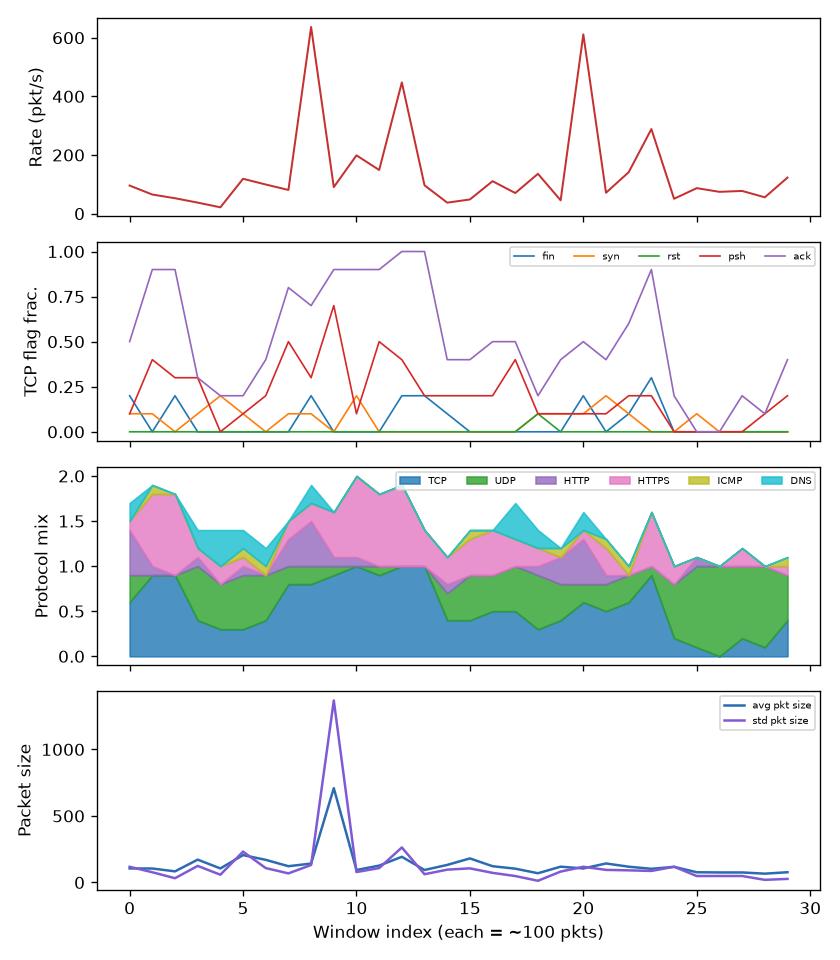 Rate (pkt/s)
600
400
200
0
TCP flag frac.
1.00
0.75
0.50
0.25
0.00
fin syn rst psh ack
Protocol mix
2.0
1.5
1.0
0.5
0.0
TCP UDP HTTP HTTPS ICMP DNS
Packet size
1000
500
0
avg pkt size
std pkt size
0 5 10 15 20 25 30
Window index (each = ~100 pkts)